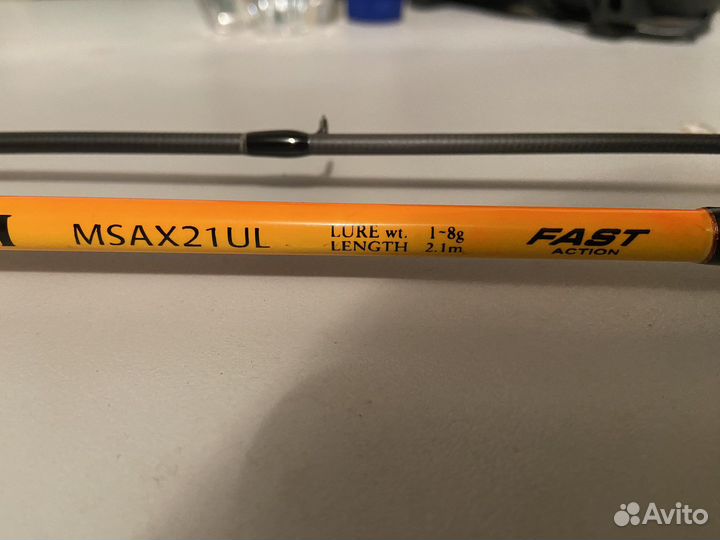 MSAX21UL
LURE wt. 1~8g
LENGTH 2.1m
FAST
ACTION
Avito